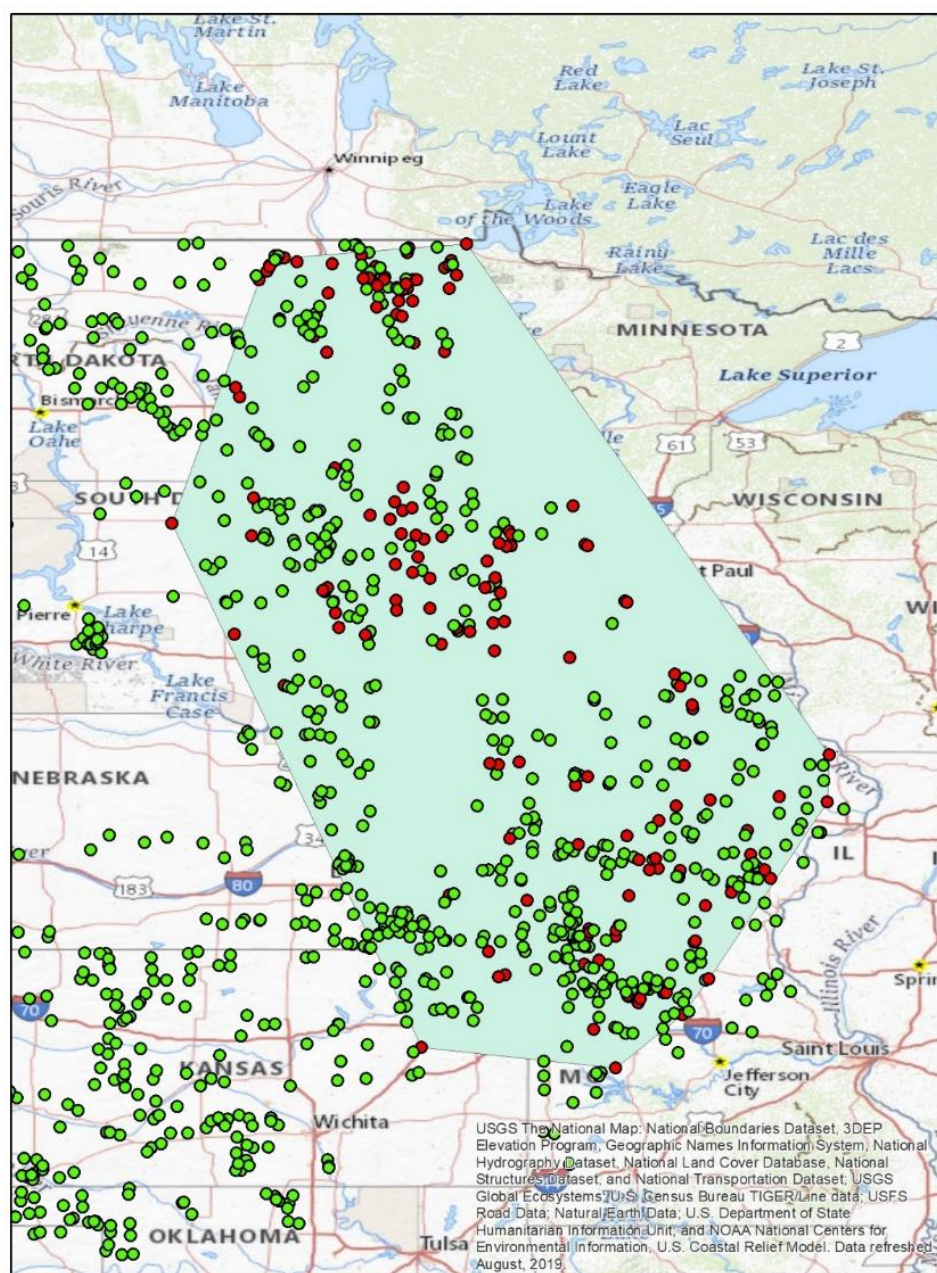 Lake St.
Martin
Lake
Manitoba
Red
Lake
Lake St.
Joseph
Lount
Lake
Lac
Seul
Winnipeg
Souris River
Eagle
Lake
Lake
of the Woods
Rainy
Lake
Lac des
Mille
Lacs
MINNESOTA
2
DAKOTA
Lake Superior
Lake
Oahe
61
53
SOUTH D
WISCONSIN
14
t Paul
Pierre
Lake
White River
Lake
Francis
Case
NEBRASKA
River
34
IL
183
80
Illinois River
70
Sprin
70
Saint Louis
KANSAS
M
Jefferson
City
Wichita
OKLAHOMA
Tulsa
USGS The National Map: National Boundaries Dataset, 3DEP
Elevation Program, Geographic Names Information System, National
Hydrography Dataset, National Land Cover Database, National
Structures Dataset, and National Transportation Dataset; USGS
Global Ecosystems; U.S. Census Bureau TIGER/Line data; USFS
Road Data; Natural Earth Data; U.S. Department of State
Humanitarian Information Unit; and NOAA National Centers for
Environmental Information, U.S. Coastal Relief Model. Data refreshed
August, 2019.